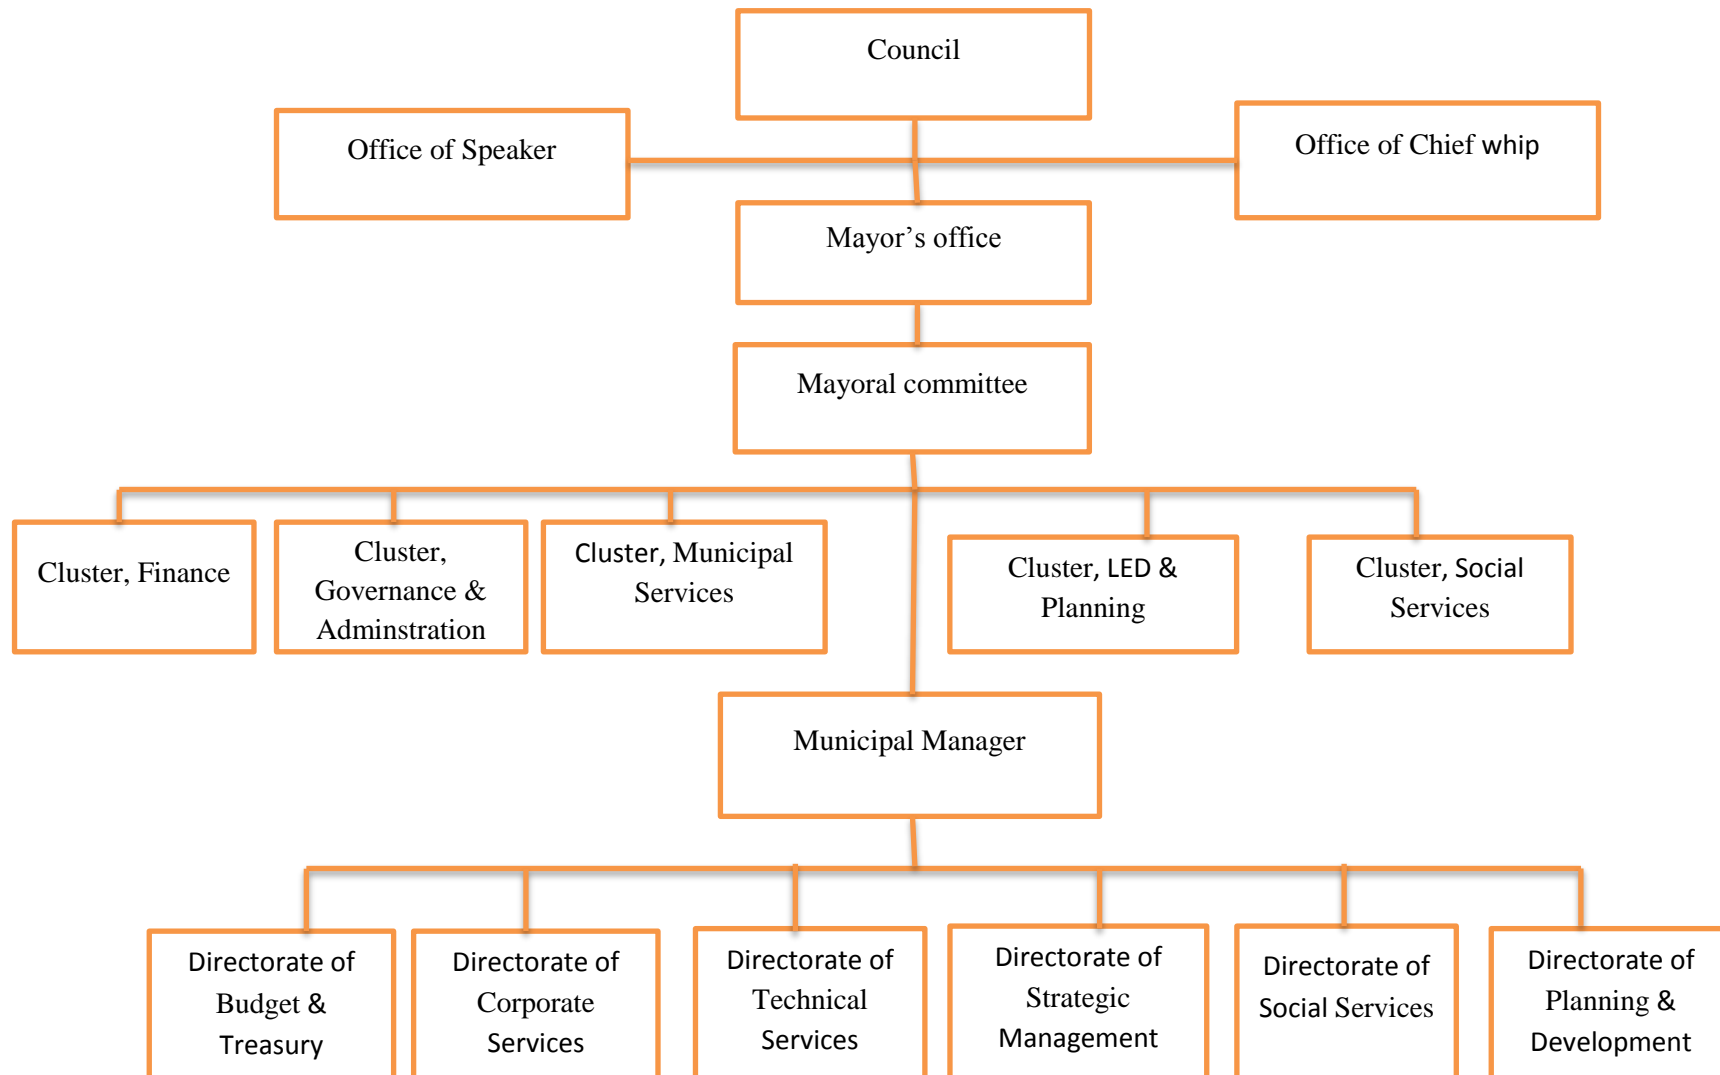 Council
Office of Speaker
Office of Chief whip
Mayor’s office
Mayoral committee
Cluster, Finance
Cluster,
Governance &
Adminstration
Cluster, Municipal
Services
Cluster, LED &
Planning
Cluster, Social
Services
Municipal Manager
Directorate of
Budget &
Treasury
Directorate of
Corporate
Services
Directorate of
Technical
Services
Directorate of
Strategic
Management
Directorate of
Social Services
Directorate of
Planning &
Development